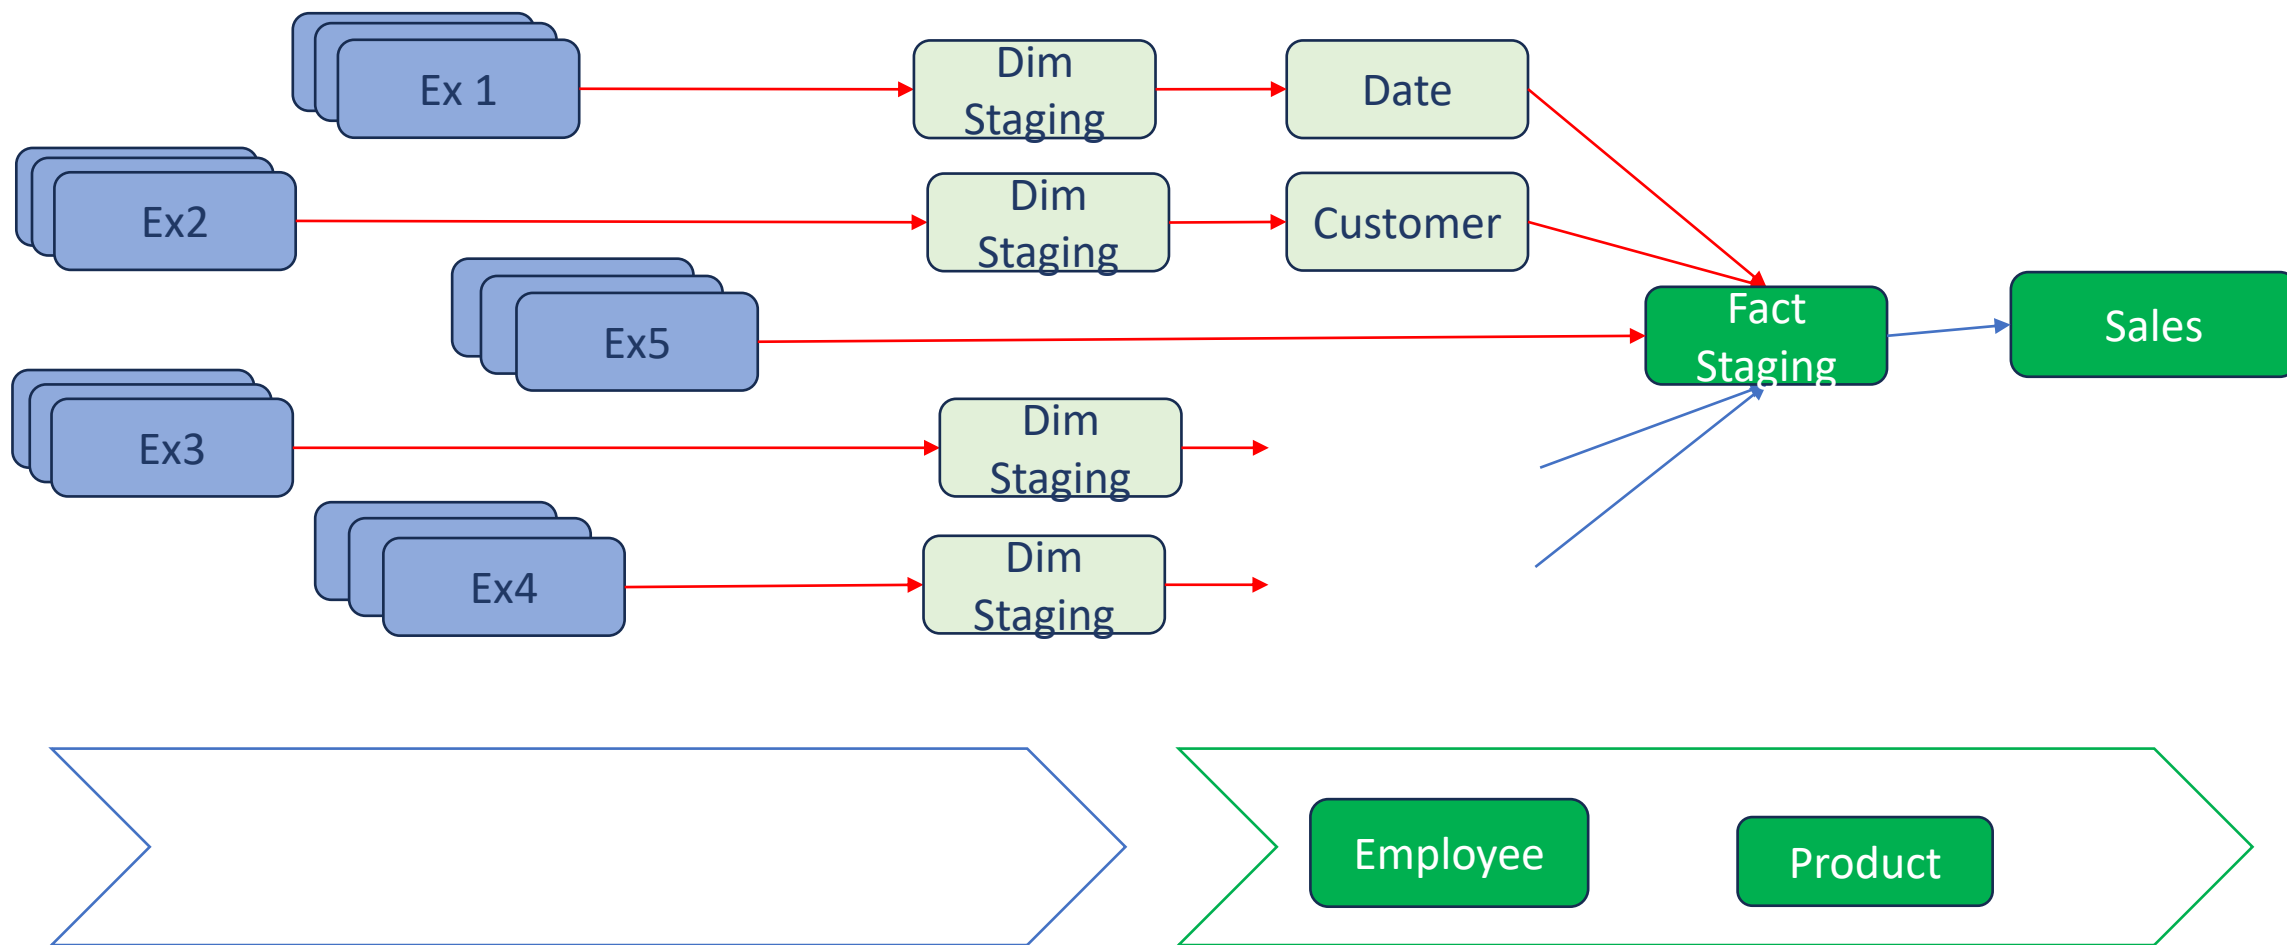 Ex 1
Dim
Staging
Date
Ex2
Dim
Staging
Customer
Ex5
Fact
Staging
Sales
Ex3
Dim
Staging
Ex4
Dim
Staging
Employee
Product